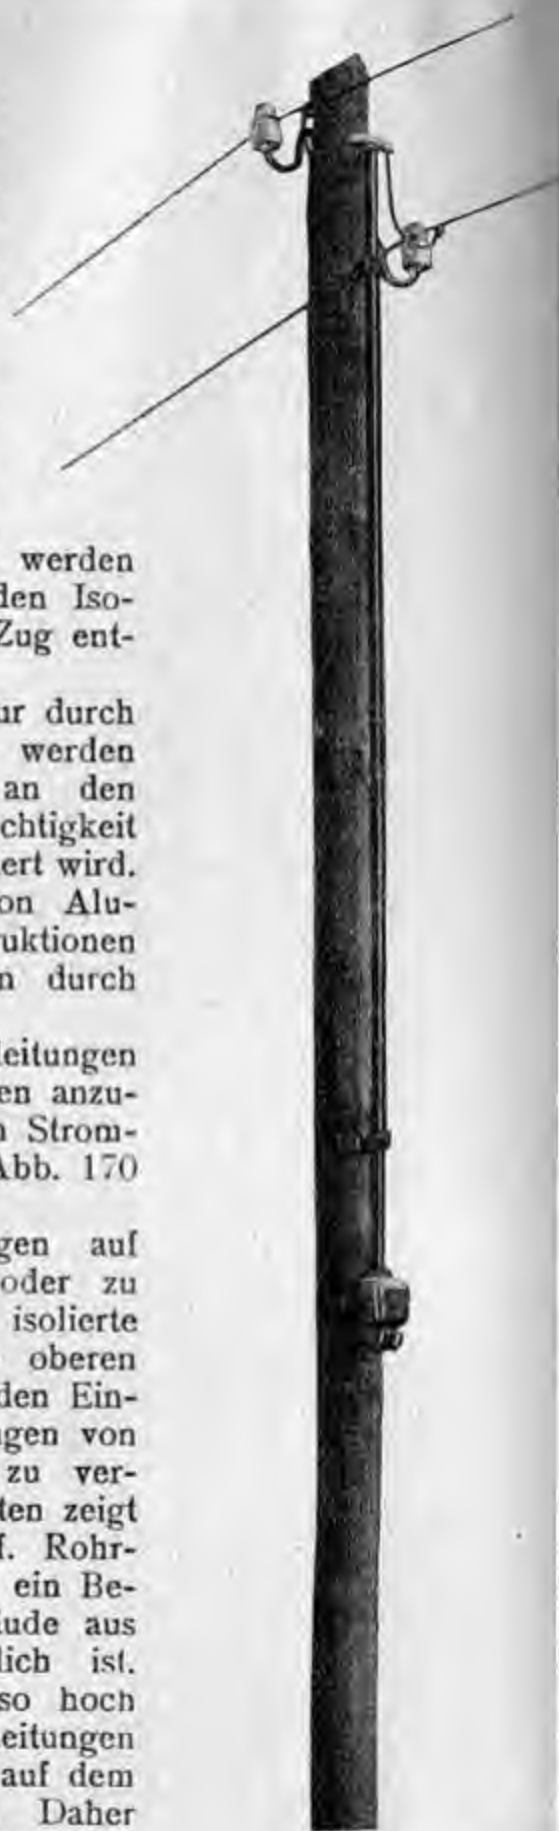 werden
den Iso-
Zug ent-
ur durch
werden
an den
chtigkeit
ert wird.
on Alu-
uktionen
n durch
leitungen
en anzu-
n Strom-
Abb. 170
gen auf
oder zu
isolierte
oberen
den Ein-
ngen von
zu ver-
ten zeigt
f. Rohr-
ein Be-
ude aus
lich ist.
so hoch
eitungen
auf dem
Daher